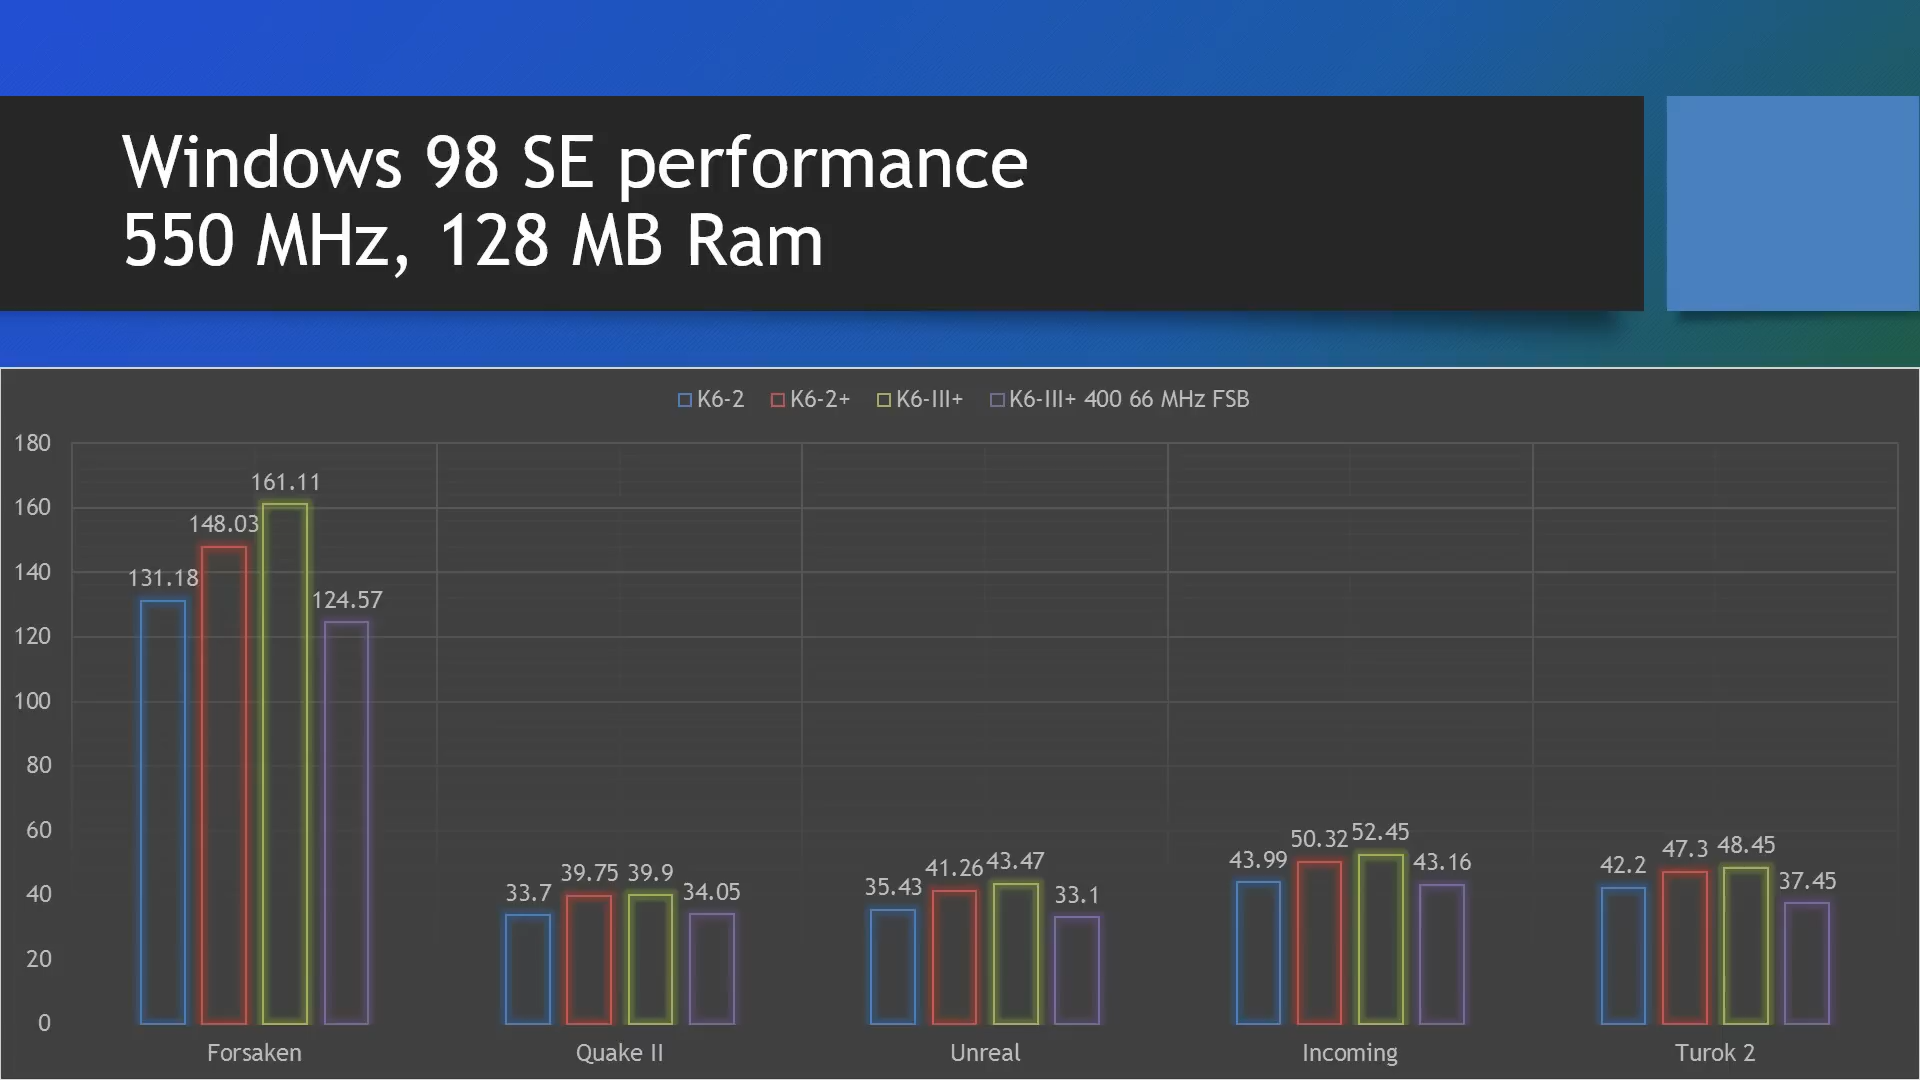 Windows 98 SE performance
550 MHz, 128 MB Ram
K6-2 K6-2+ K6-III+ K6-III+ 400 66 MHz FSB
180
160
140
120
100
80
60
40
20
0
131.18 148.03 161.11 124.57
33.7 39.75 39.9 34.05
35.43 41.26 43.47 33.1
43.99 50.32 52.45 43.16
42.2 47.3 48.45 37.45
Forsaken Quake II Unreal Incoming Turok 2